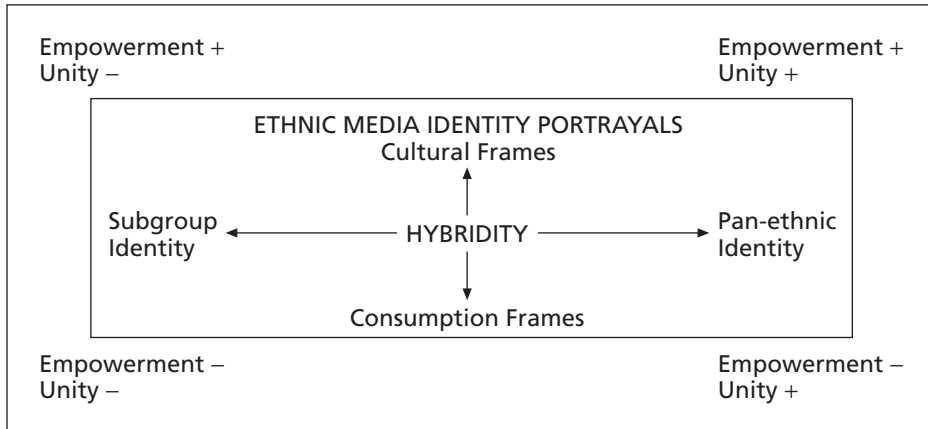 Empowerment + Empowerment +
Unity – Unity +
ETHNIC MEDIA IDENTITY PORTRAYALS
Cultural Frames
Subgroup Pan-ethnic
Identity HYBRIDITY Identity
Consumption Frames
Empowerment – Empowerment –
Unity – Unity +